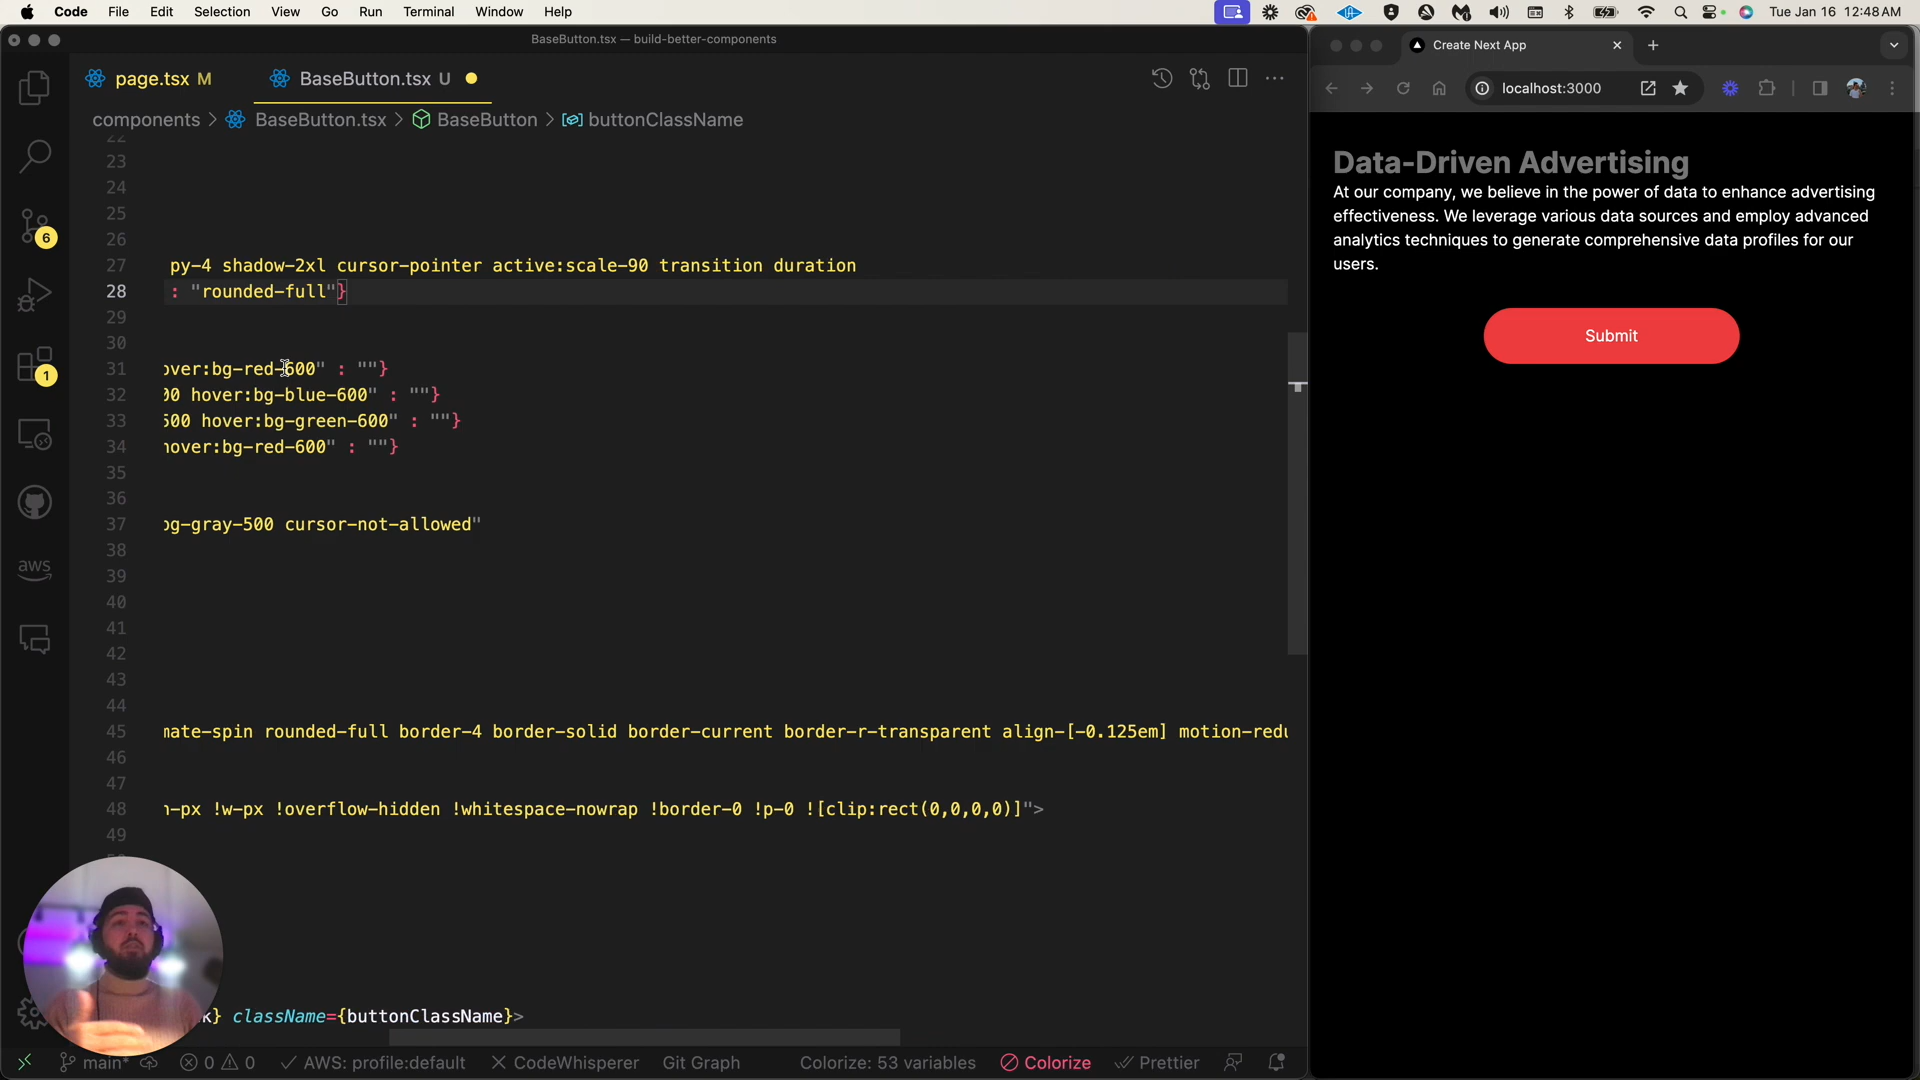 Code File Edit Selection View Go Run Terminal Window Help Tue Jan 16 12:48 AM
BaseButton.tsx — build-better-components
Create Next App
page.tsx M BaseButton.tsx U
localhost:3000
components > BaseButton.tsx > BaseButton > buttonClassName
22
23
24
25
26
27 py-4 shadow-2xl cursor-pointer active:scale-90 transition duration
28 : "rounded-full"}
29
30
31 over:bg-red-600" : ""}
32 00 hover:bg-blue-600" : ""}
33 500 hover:bg-green-600" : ""}
34 hover:bg-red-600" : ""}
35
36
37 bg-gray-500 cursor-not-allowed"
38
39
40
41
42
43
44
45 mate-spin rounded-full border-4 border-solid border-current border-r-transparent align-[-0.125em] motion-redu
46
47
48 h-px !w-px !overflow-hidden !whitespace-nowrap !border-0 !p-0 ![clip:rect(0,0,0,0)]">
49
k} className={buttonClassName}>
6
1
aws
main* 0 0 AWS: profile:default CodeWhisperer Git Graph Colorize: 53 variables Colorize Prettier
Data-Driven Advertising
At our company, we believe in the power of data to enhance advertising
effectiveness. We leverage various data sources and employ advanced
analytics techniques to generate comprehensive data profiles for our
users.
Submit